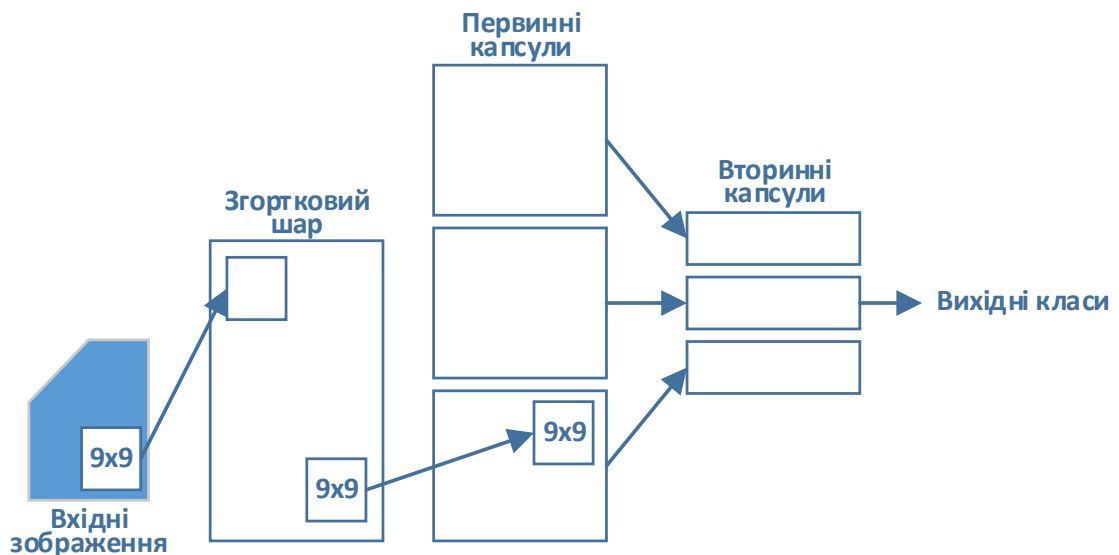 Первинні
капсули
Вторинні
капсули
Згортковий
шар
Вихідні класи
9x9
9x9
9x9
Вхідні
зображення